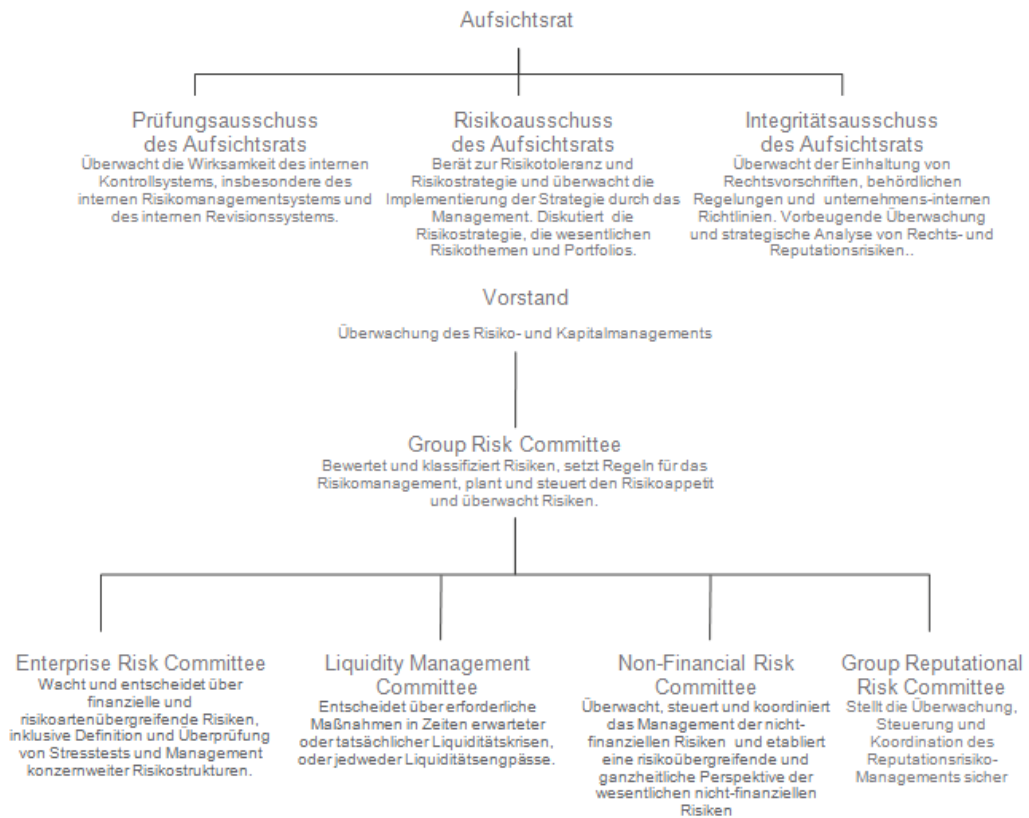 Aufsichtsrat
Prüfungsausschuss
des Aufsichtsrats
Überwacht die Wirksamkeit des internen
Kontrollsystems, insbesondere des
internen Risikomanagementsystems und
des internen Revisionssystems.
Risikoausschuss
des Aufsichtsrats
Berät zur Risikotoleranz und
Risikostrategie und überwacht die
Implementierung der Strategie durch das
Management. Diskutiert die
Risikostrategie, die wesentlichen
Risikothemen und Portfolios.
Integritätsausschuss
des Aufsichtsrats
Überwacht der Einhaltung von
Rechtsvorschriften, behördlichen
Regelungen und unternehmens-internen
Richtlinien. Vorbeugende Überwachung
und strategische Analyse von Rechts- und
Reputationsrisiken..
Vorstand
Überwachung des Risiko- und Kapitalmanagements
Group Risk Committee
Bewertet und klassifiziert Risiken, setzt Regeln für das
Risikomanagement, plant und steuert den Risikoappetit
und überwacht Risiken.
Enterprise Risk Committee
Wacht und entscheidet über
finanzielle und
risikoartenübergreifende Risiken,
inklusive Definition und Überprüfung
von Stresstests und Management
konzernweiter Risikostrukturen.
Liquidity Management
Committee
Entscheidet über erforderliche
Maßnahmen in Zeiten erwarteter
oder tatsächlicher Liquiditätskrisen,
oder jedweder Liquiditätsengpässe.
Non-Financial Risk
Committee
Überwacht, steuert und koordiniert
das Management der nicht-
finanziellen Risiken und etabliert
eine risikoübergreifende und
ganzheitliche Perspektive der
wesentlichen nicht-finanziellen
Risiken
Group Reputational
Risk Committee
Stellt die Überwachung,
Steuerung und
Koordination des
Reputationsrisiko-
Managements sicher